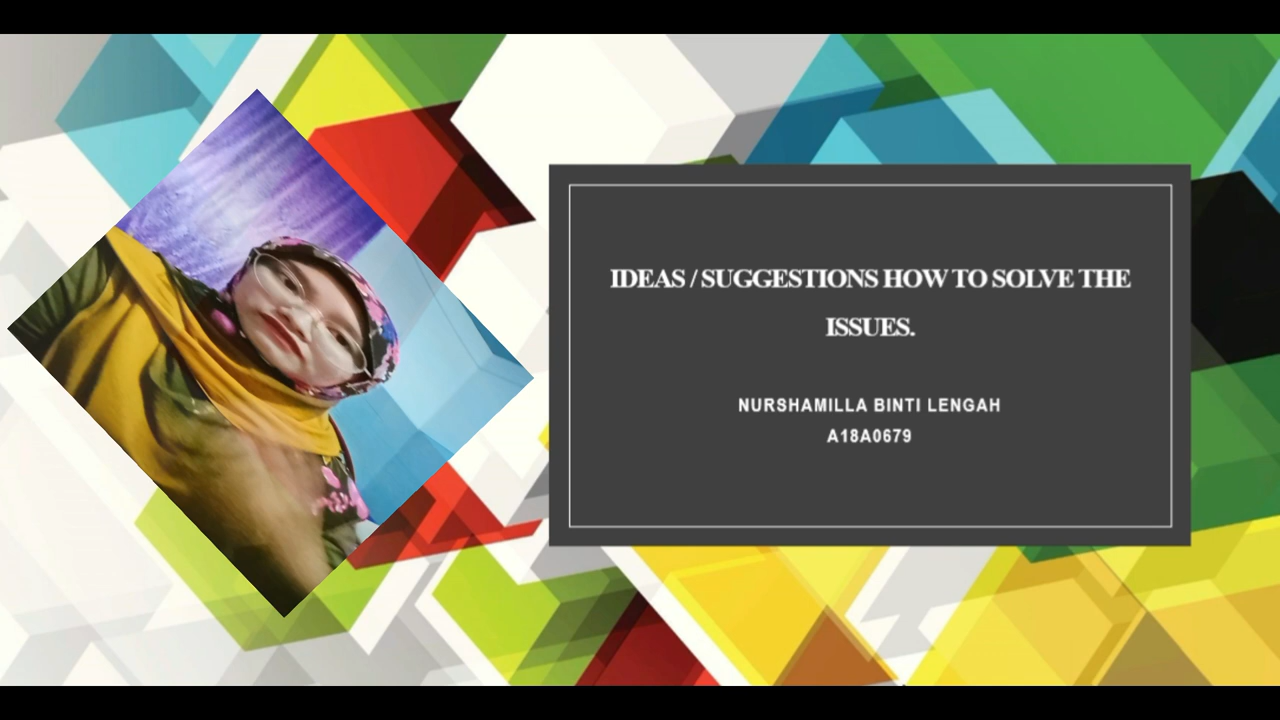 IDEAS / SUGGESTIONS HOW TO SOLVE THE
ISSUES.
NURSHAMILLA BINTI LENGAH
A18A0679